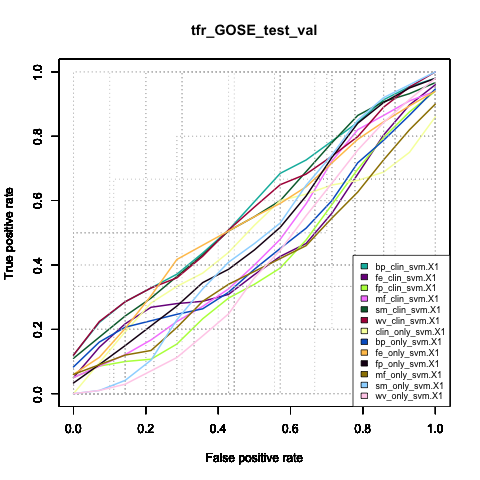 tfr_GOSE_test_val
True positive rate
1.0
0.8
0.6
0.4
0.2
0.0
bp_clin_svm.X1
fe_clin_svm.X1
fp_clin_svm.X1
mf_clin_svm.X1
sm_clin_svm.X1
wv_clin_svm.X1
clin_only_svm.X1
bp_only_svm.X1
fe_only_svm.X1
fp_only_svm.X1
mf_only_svm.X1
sm_only_svm.X1
wv_only_svm.X1
0.0 0.2 0.4 0.6 0.8 1.0
False positive rate